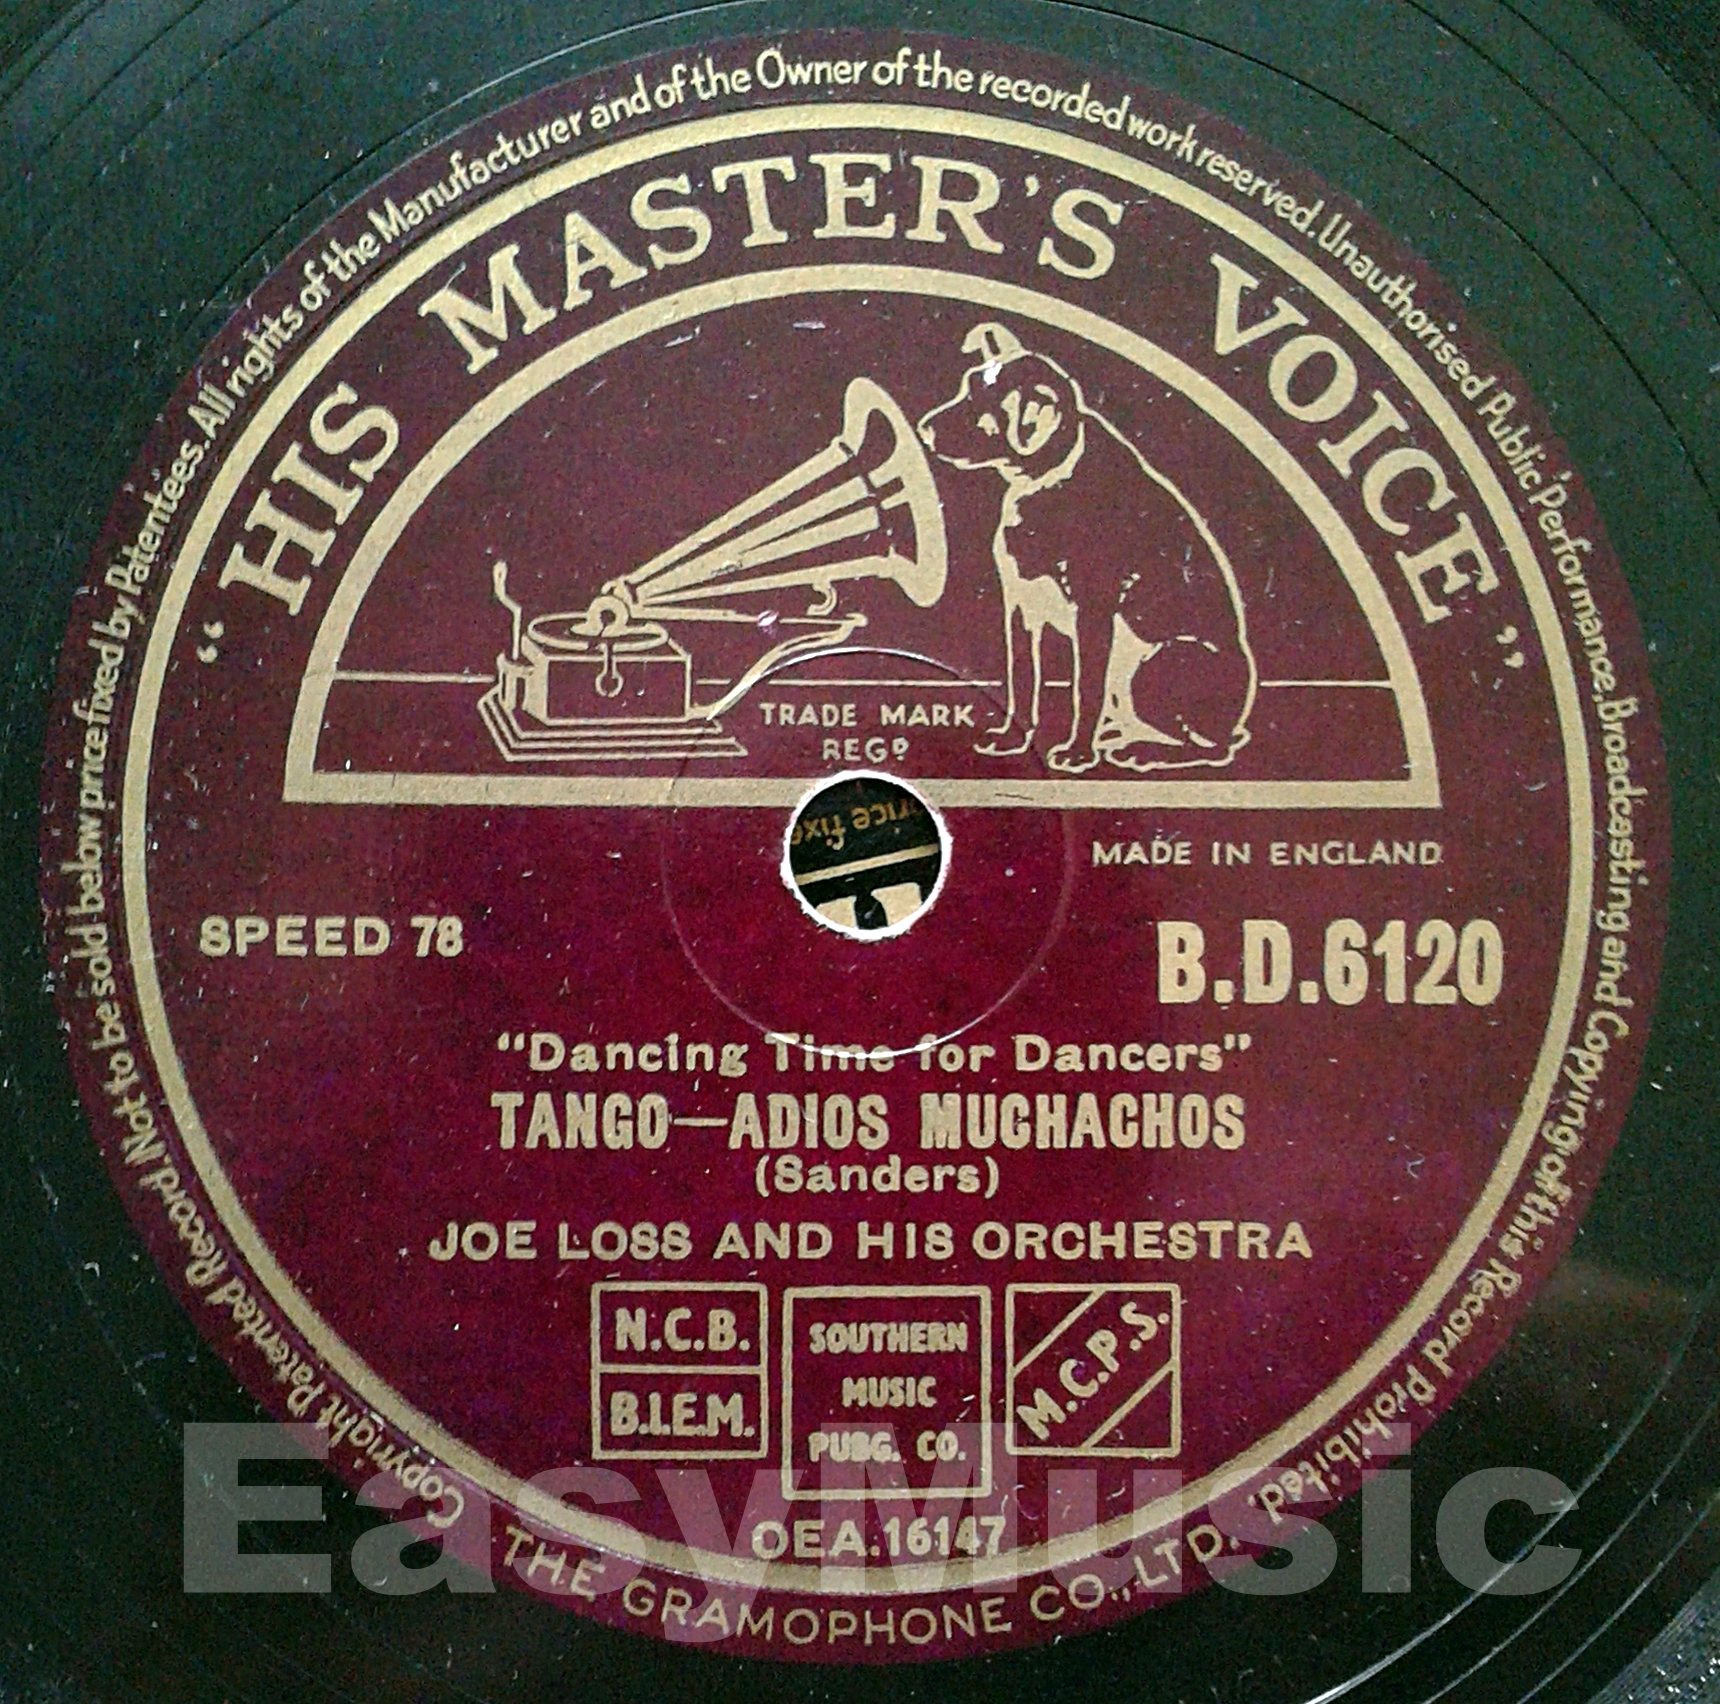 Copyright Patented Record. Not to be sold below price fixed by Patentees. All rights of the Manufacturer and of the Owner of the recorded work reserved. Unauthorised Public Performance, Broadcasting and Copying of this Record Prohibited.
"HIS MASTER'S VOICE"
TRADE MARK
REGD
rice fixe
MADE IN ENGLAND
SPEED 78
B.D.6120
"Dancing Time for Dancers"
TANGO—ADIOS MUCHACHOS
(Sanders)
JOE LOSS AND HIS ORCHESTRA
N.C.B.
B.I.E.M.
SOUTHERN
MUSIC
PUBG. CO.
M.C.P.S.
OEA.16147
THE GRAMOPHONE CO., LTD.
EasyMusic